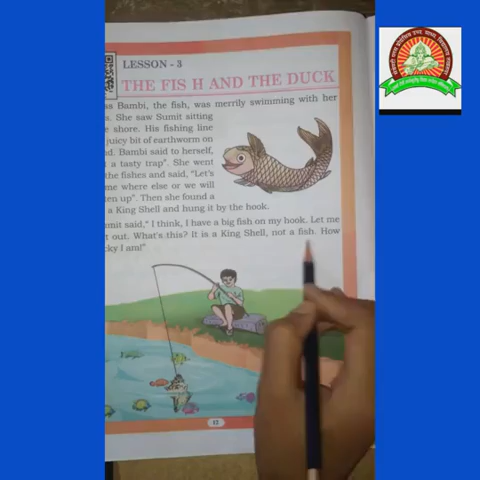 LESSON - 3
THE FIS H AND THE DUCK
as Bambi, the fish, was merrily swimming with her
s. She saw Sumit sitting
e shore. His fishing line
juicy bit of earthworm on
d. Bambi said to herself,
a tasty trap". She went
the fishes and said, "Let's
me where else or we will
ten up". Then she found a
a King Shell and hung it by the hook.
mit said," I think, I have a big fish on my hook. Let me
t out. What's this? It is a King Shell, not a fish. How
cky I am!"
12